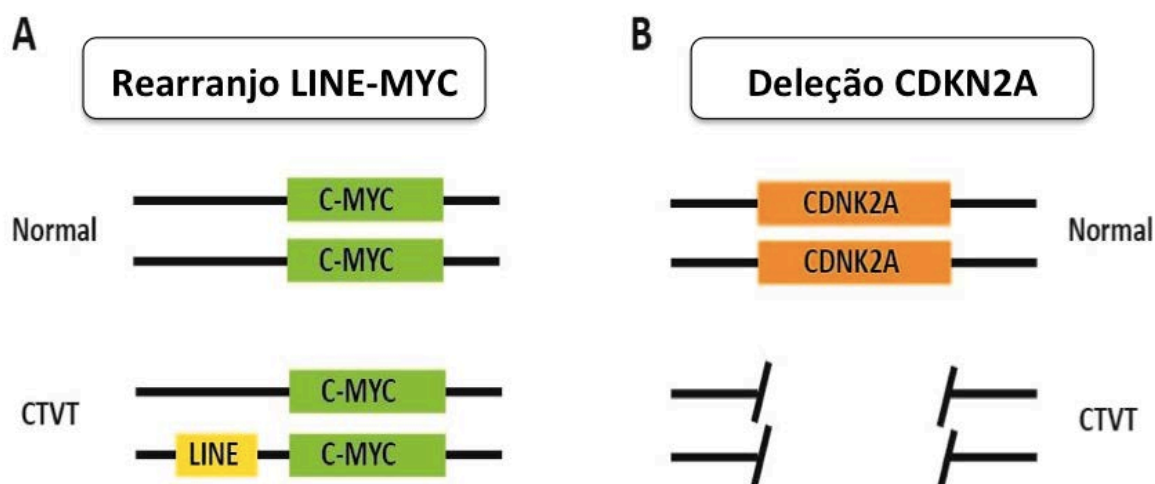 A
Rearranjo LINE-MYC
Normal
C-MYC
C-MYC
CTVT
C-MYC
LINE
C-MYC
B
Deleção CDKN2A
CDNK2A
CDNK2A
Normal
CTVT